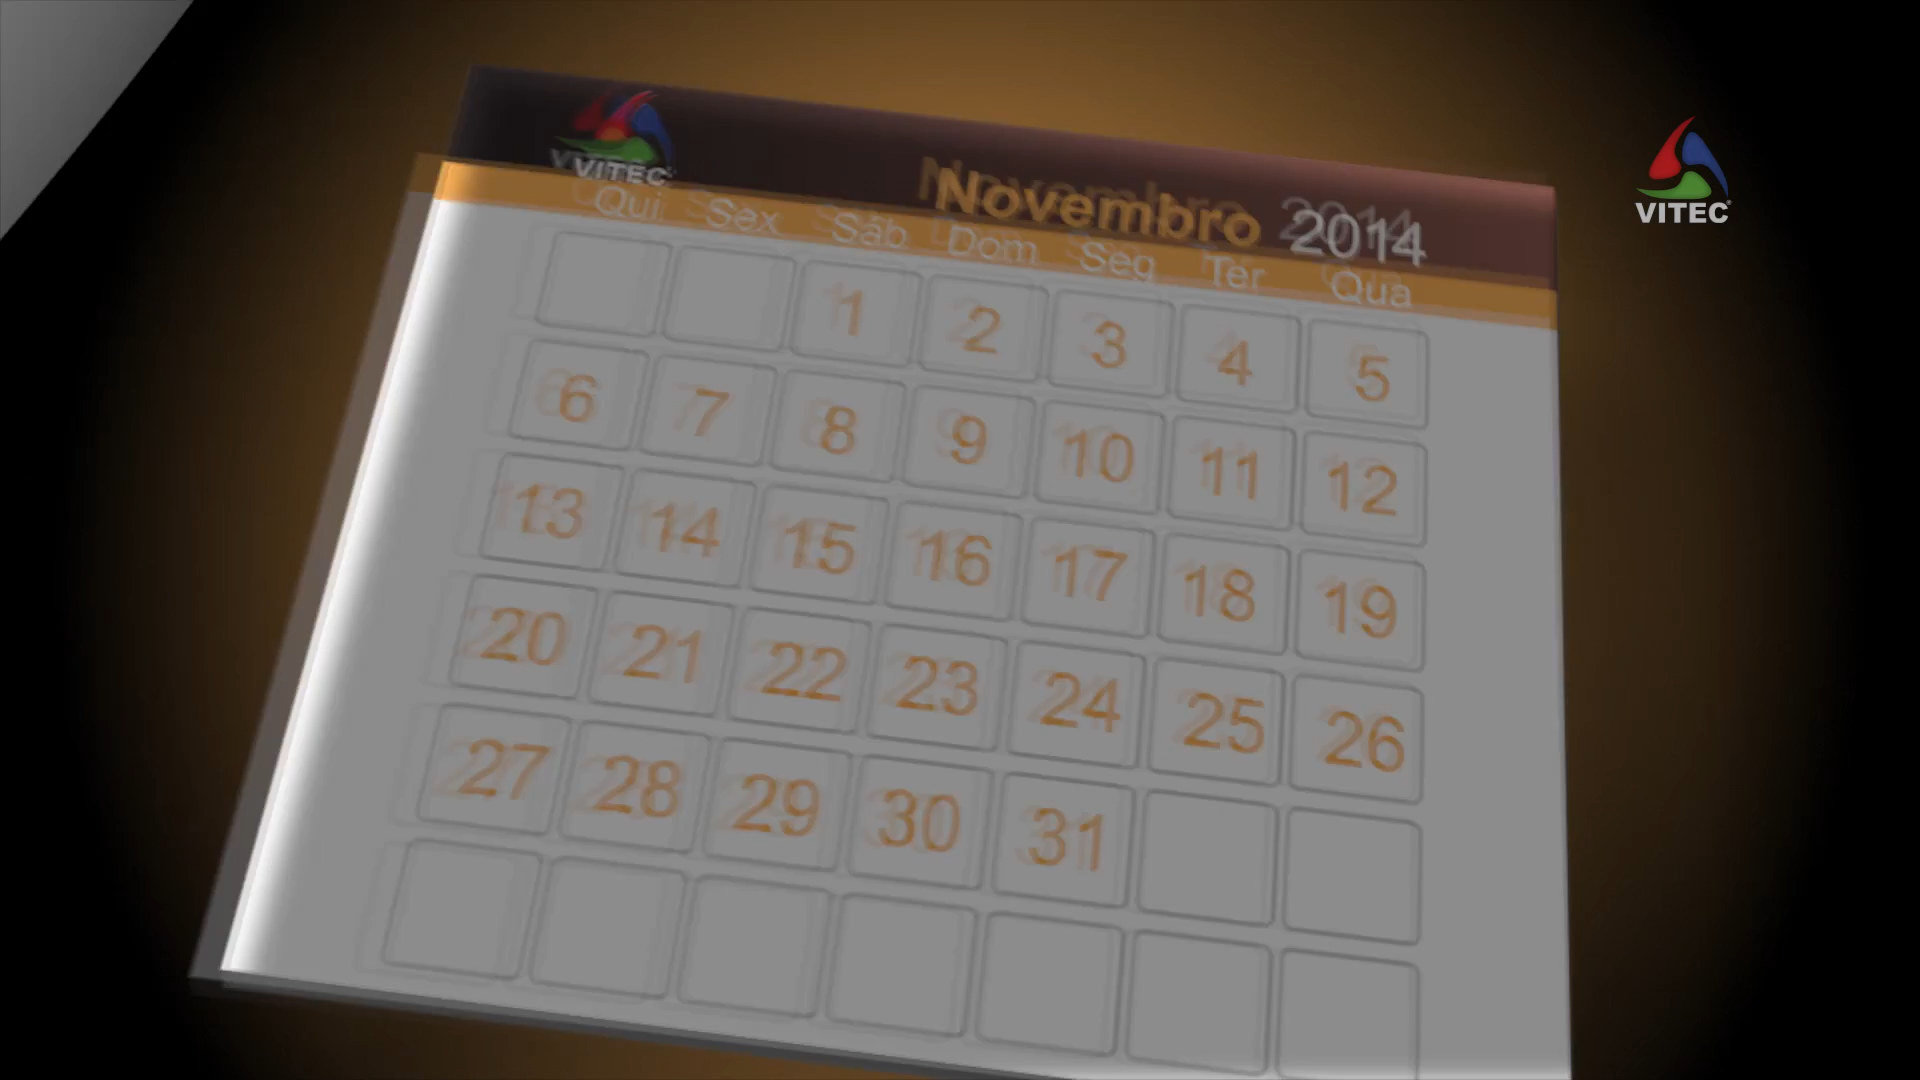 VITEC
Novembro 2014
Qui Sex Sáb Dom Seg Ter Qua
1 2 3 4 5
6 7 8 9 10 11 12
13 14 15 16 17 18 19
20 21 22 23 24 25 26
27 28 29 30 31
VITEC